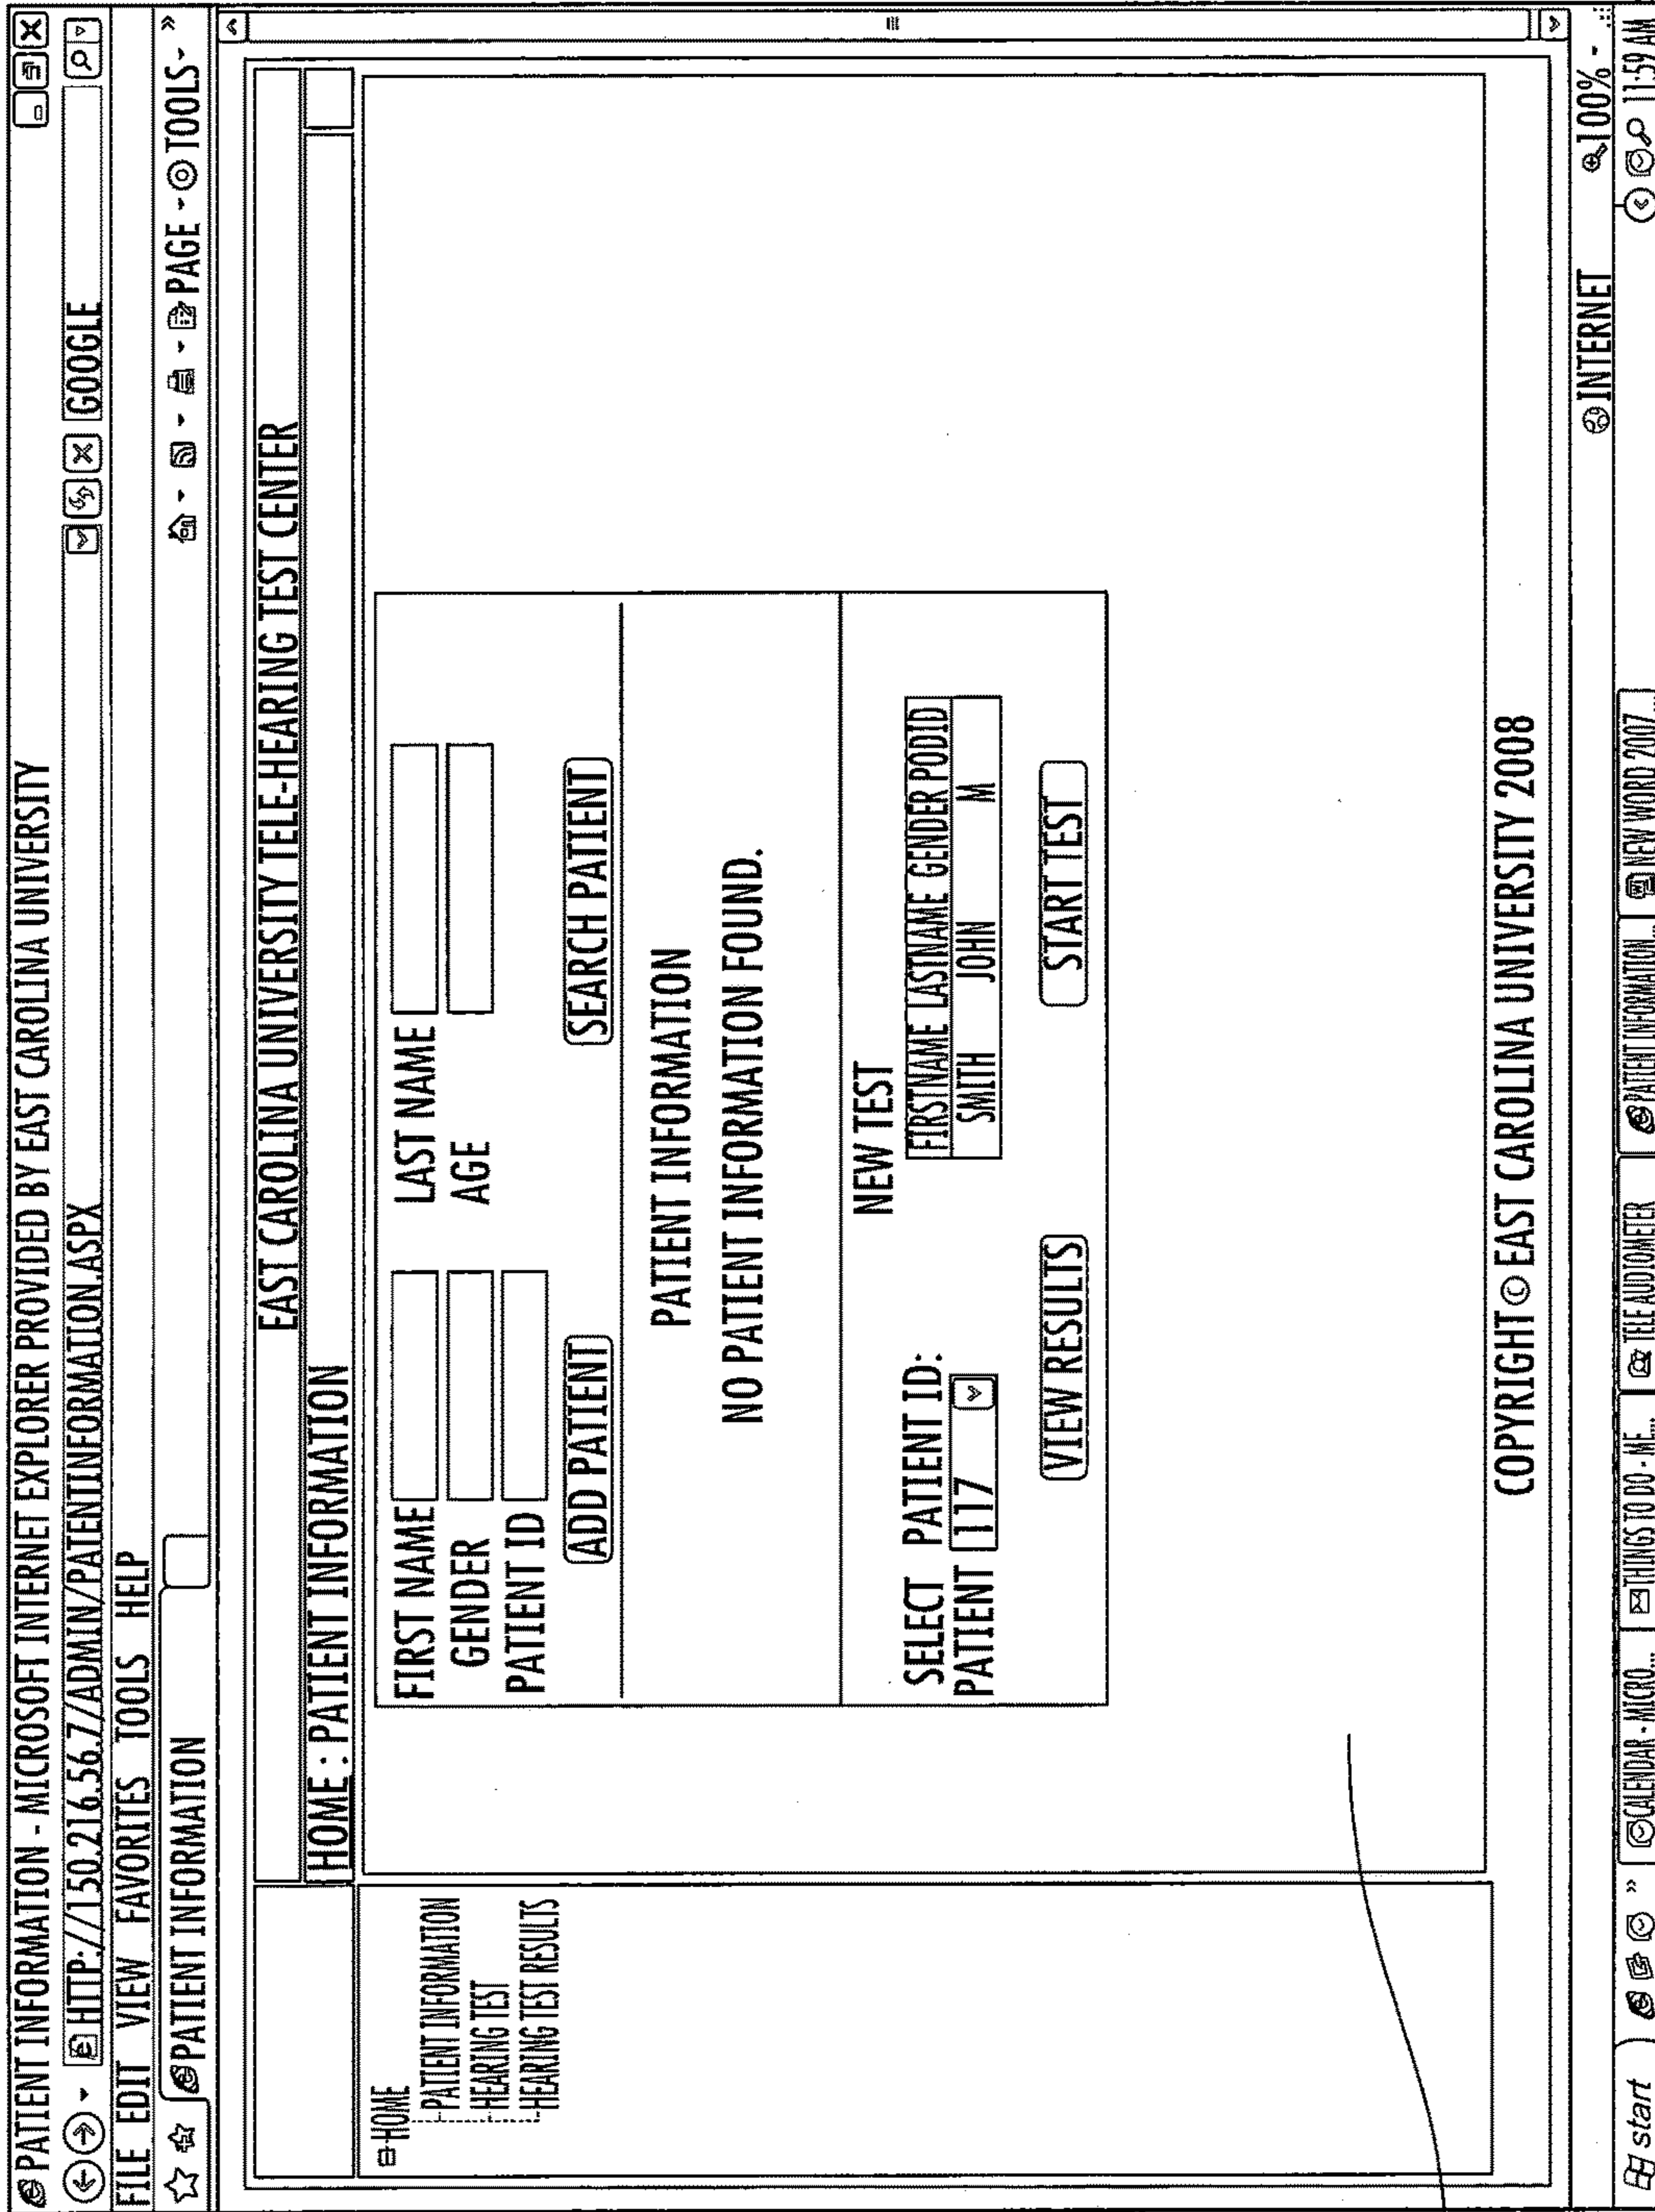 PATIENT INFORMATION - MICROSOFT INTERNET EXPLORER PROVIDED BY EAST CAROLINA UNIVERSITY
HTTP://150.216.56.7/ADMIN/PATIENTINFORMATION.ASPX GOOGLE
FILE EDIT VIEW FAVORITES TOOLS HELP
PATIENT INFORMATION PAGE TOOLS »
EAST CAROLINA UNIVERSITY TELE-HEARING TEST CENTER
HOME : PATIENT INFORMATION
HOME
PATIENT INFORMATION
HEARING TEST
HEARING TEST RESULTS
FIRST NAME LAST NAME
GENDER AGE
PATIENT ID
ADD PATIENT SEARCH PATIENT
PATIENT INFORMATION
NO PATIENT INFORMATION FOUND.
NEW TEST
SELECT PATIENT ID: FIRSTNAME LASTNAME GENDER PODID
PATIENT 117 SMITH JOHN M
VIEW RESULTS START TEST
COPYRIGHT © EAST CAROLINA UNIVERSITY 2008
INTERNET 100%
start » CALENDAR - MICRO... THINGS TO DO - ME... TELE AUDIOMETER PATIENT INFORMATION... NEW WORD 2007... 11:59 AM